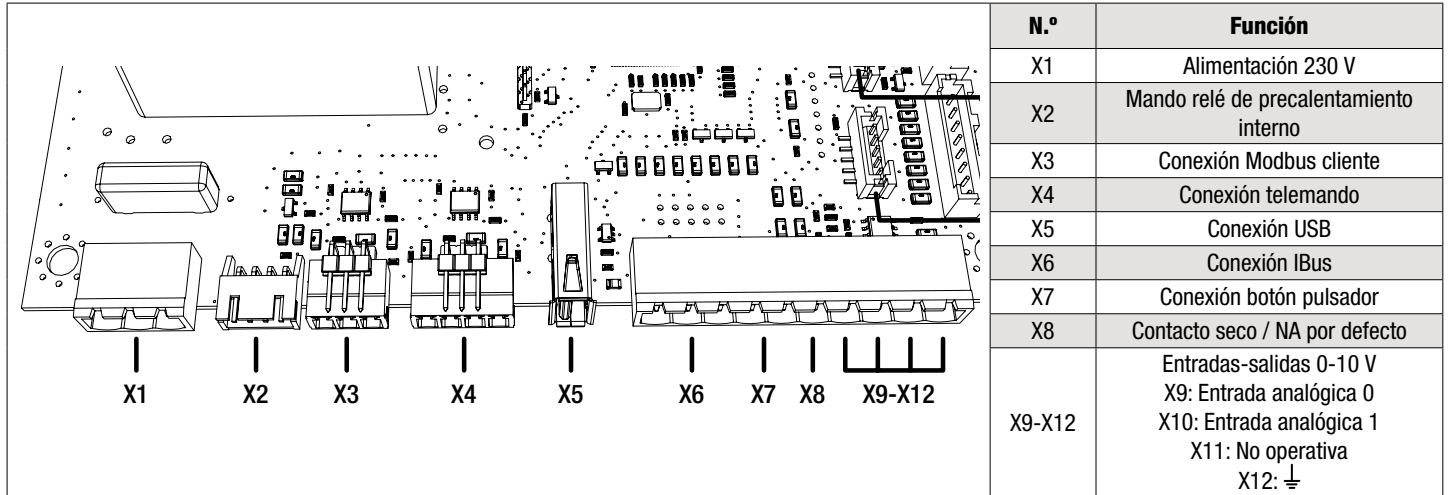 X1 X2 X3 X4 X5 X6 X7 X8 X9-X12
N.º Función
X1 Alimentación 230 V
X2 Mando relé de precalentamiento
interno
X3 Conexión Modbus cliente
X4 Conexión telemando
X5 Conexión USB
X6 Conexión IBus
X7 Conexión botón pulsador
X8 Contacto seco / NA por defecto
X9-X12 Entradas-salidas 0-10 V
X9: Entrada analógica 0
X10: Entrada analógica 1
X11: No operativa
X12: ⏚